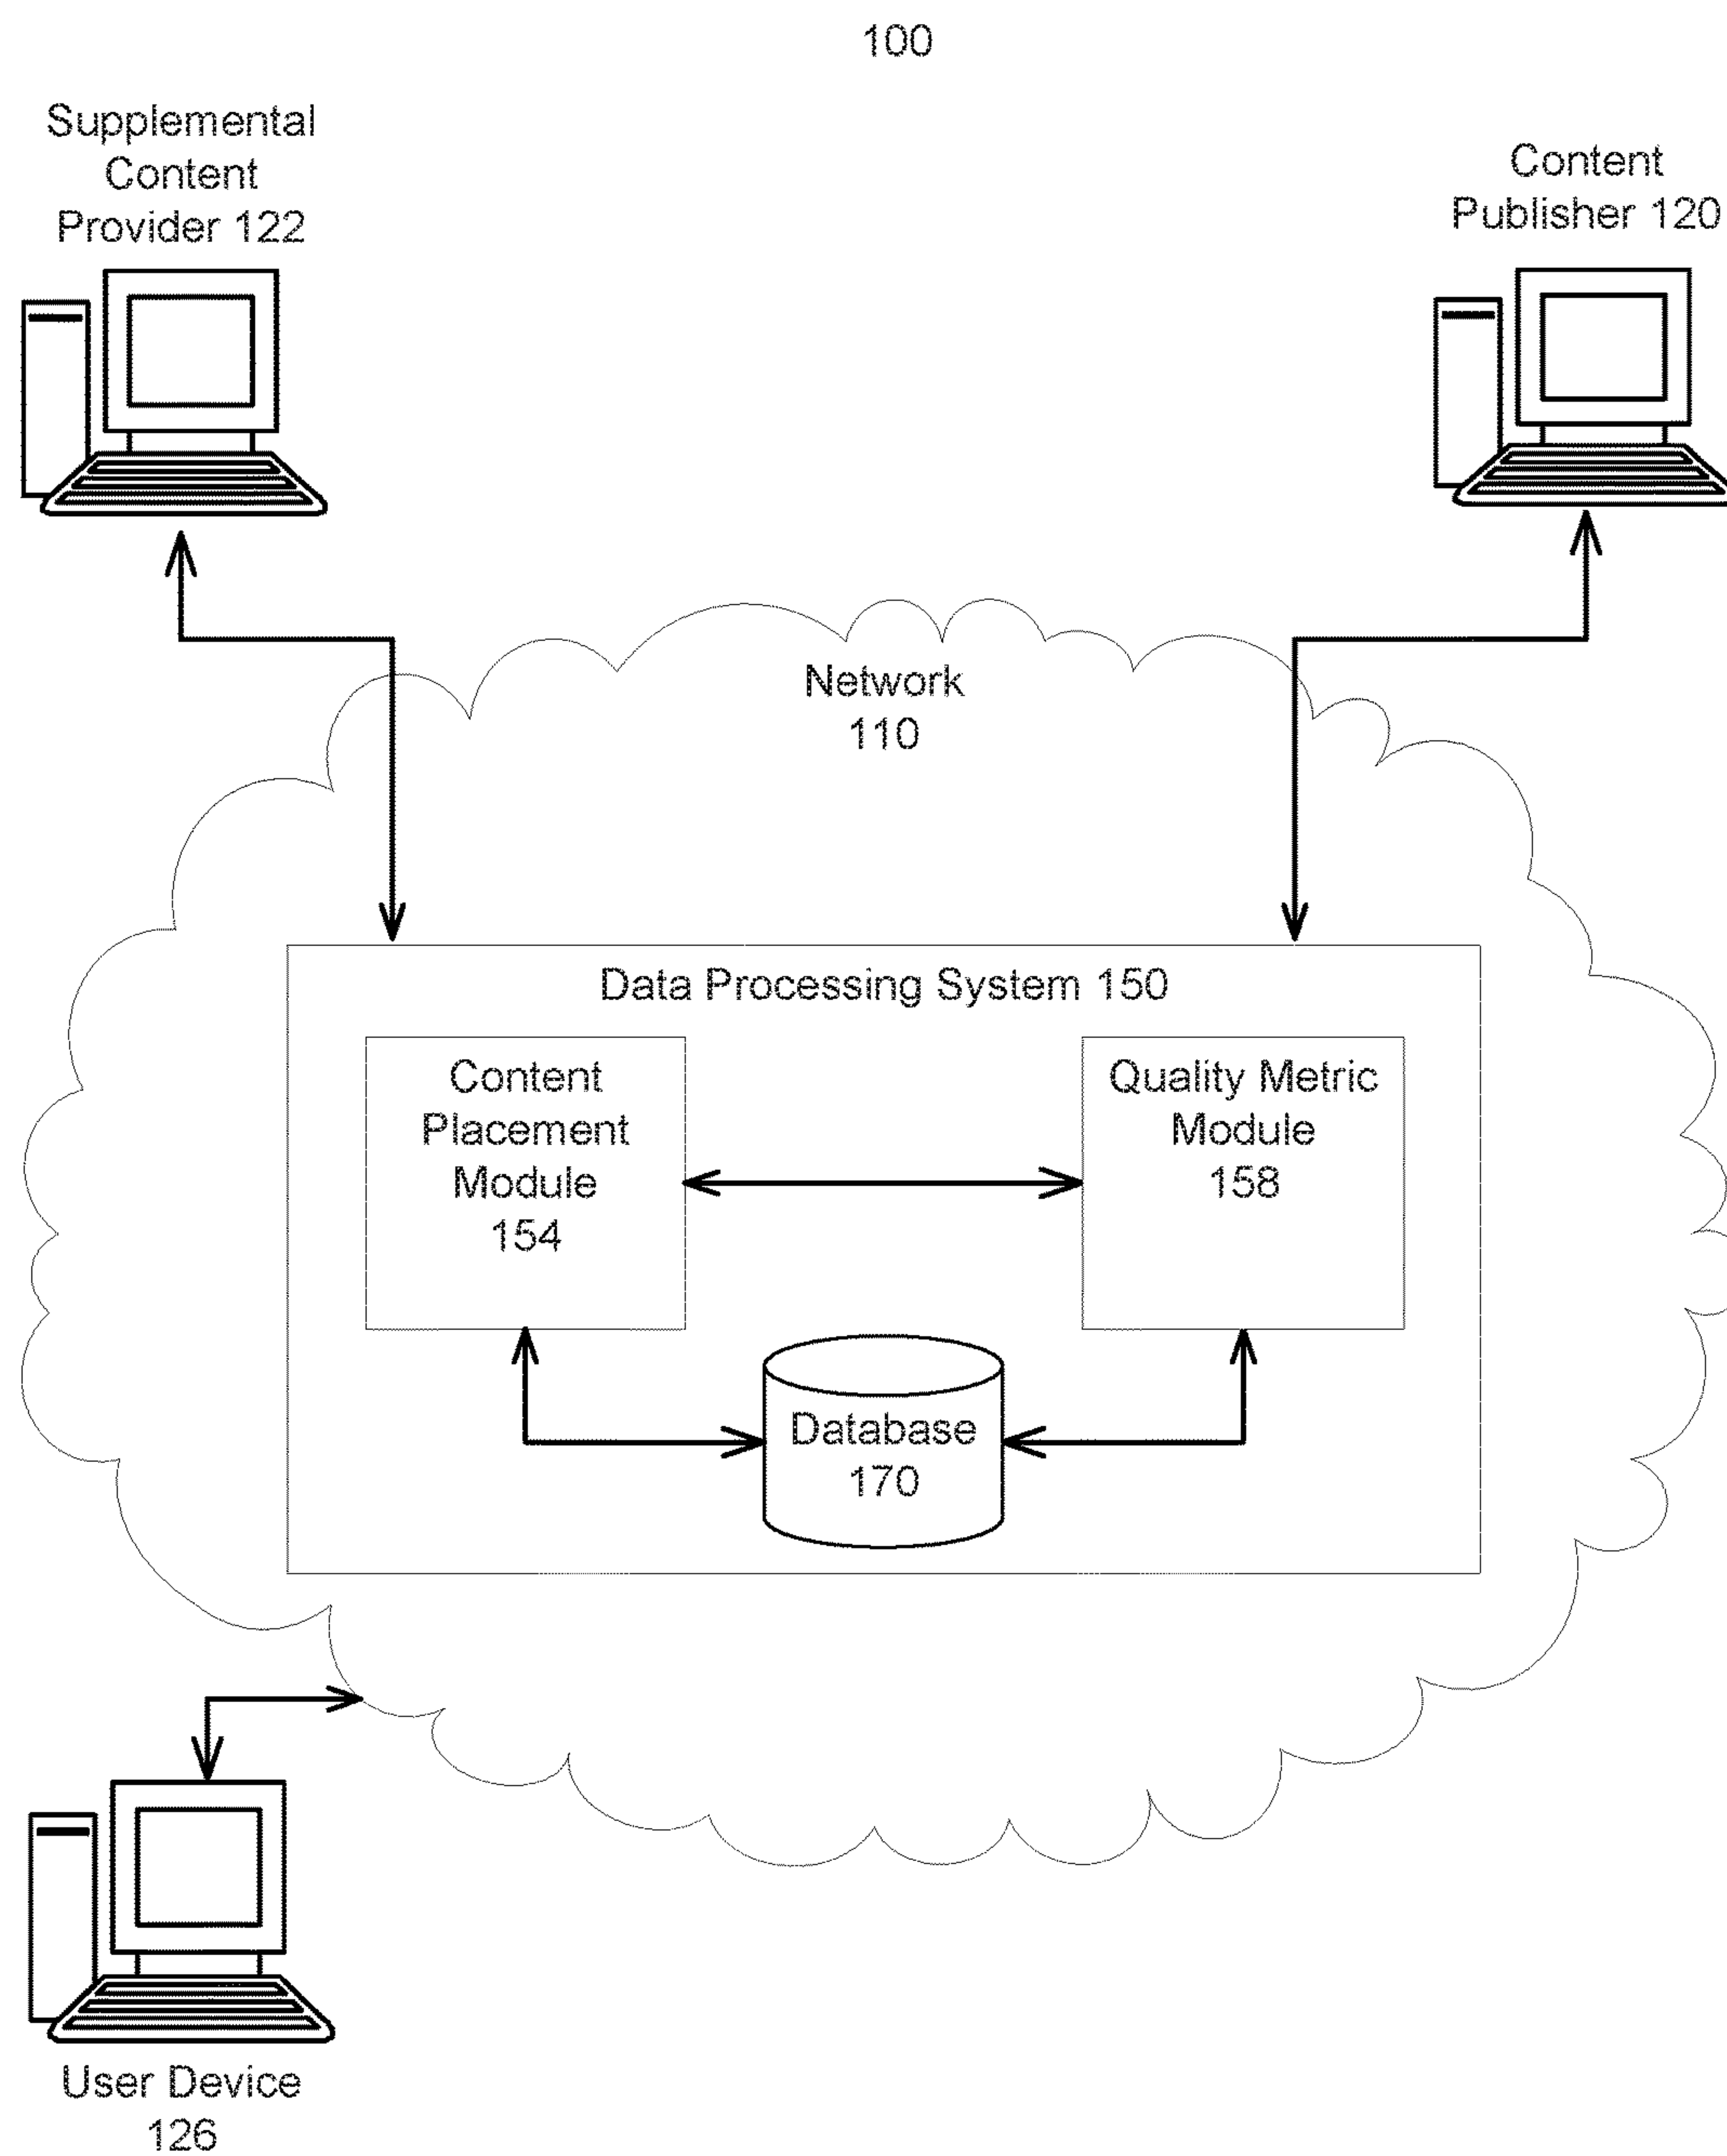 100
Supplemental
Content
Provider 122
Content
Publisher 120
Network
110
Data Processing System 150
Content
Placement
Module
154
Quality Metric
Module
158
Database
170
User Device
126